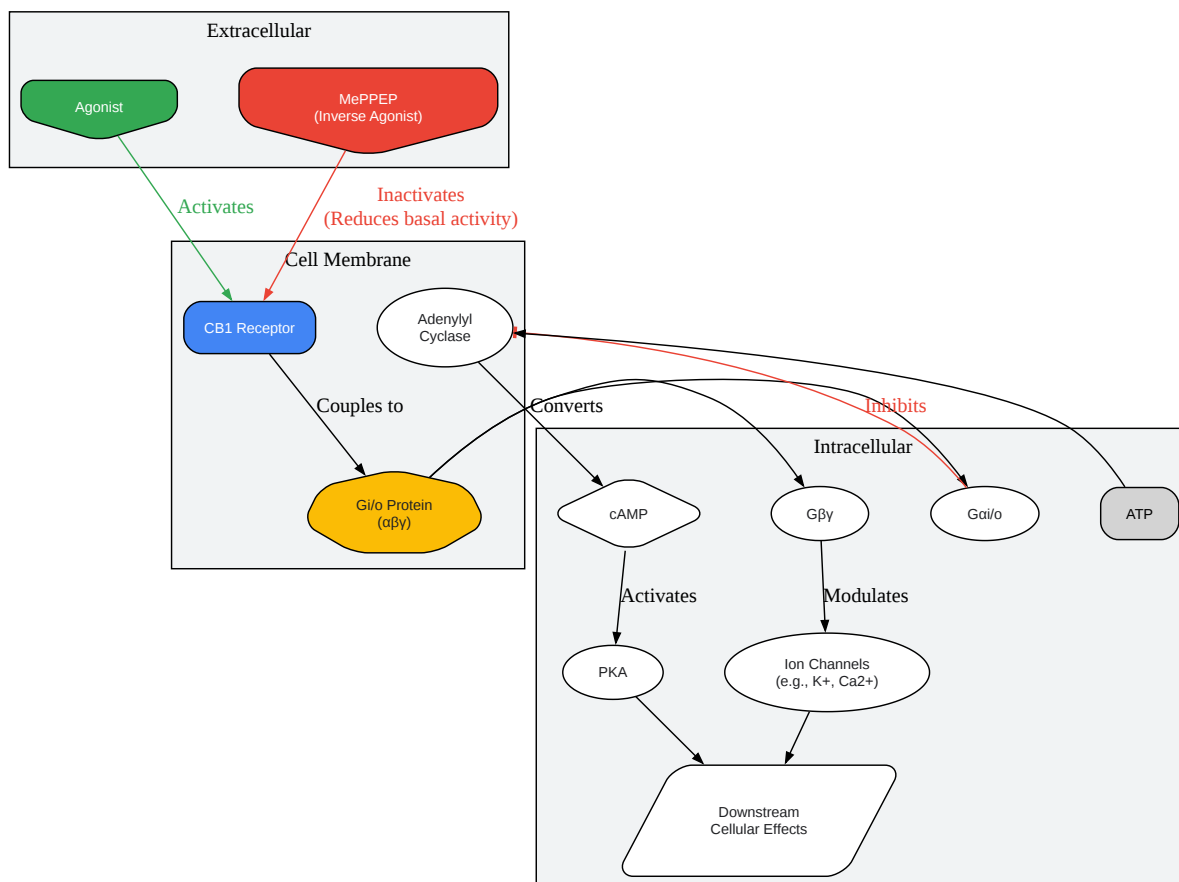 Extracellular
Agonist
MePPEP
(Inverse Agonist)
Activates
Inactivates
(Reduces basal activity)
Cell Membrane
CB1 Receptor
Adenylyl
Cyclase
Couples to
Converts
Inhibits
Intracellular
Gi/o Protein
(αβγ)
cAMP
Gβγ
Gαi/o
ATP
Activates
Modulates
PKA
Ion Channels
(e.g., K+, Ca2+)
Downstream
Cellular Effects